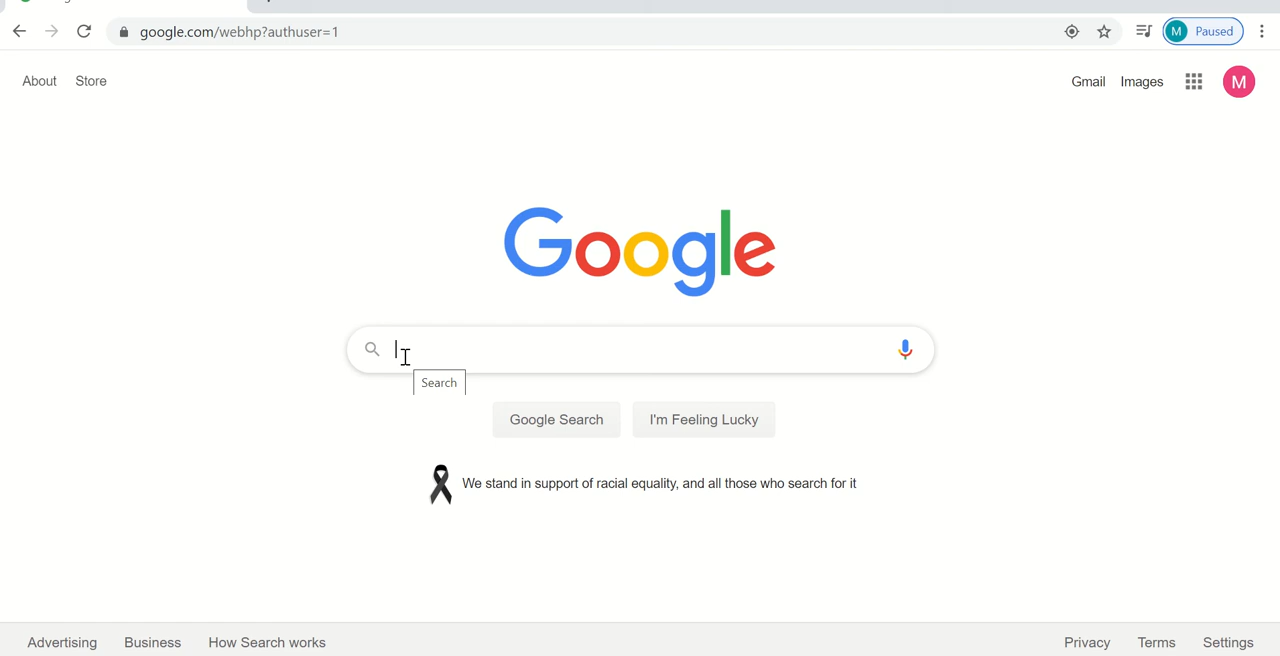 google.com/webhp?authuser=1
M Paused
About Store
Gmail Images M
Google
Search
Google Search I'm Feeling Lucky
We stand in support of racial equality, and all those who search for it
Advertising Business How Search works
Privacy Terms Settings